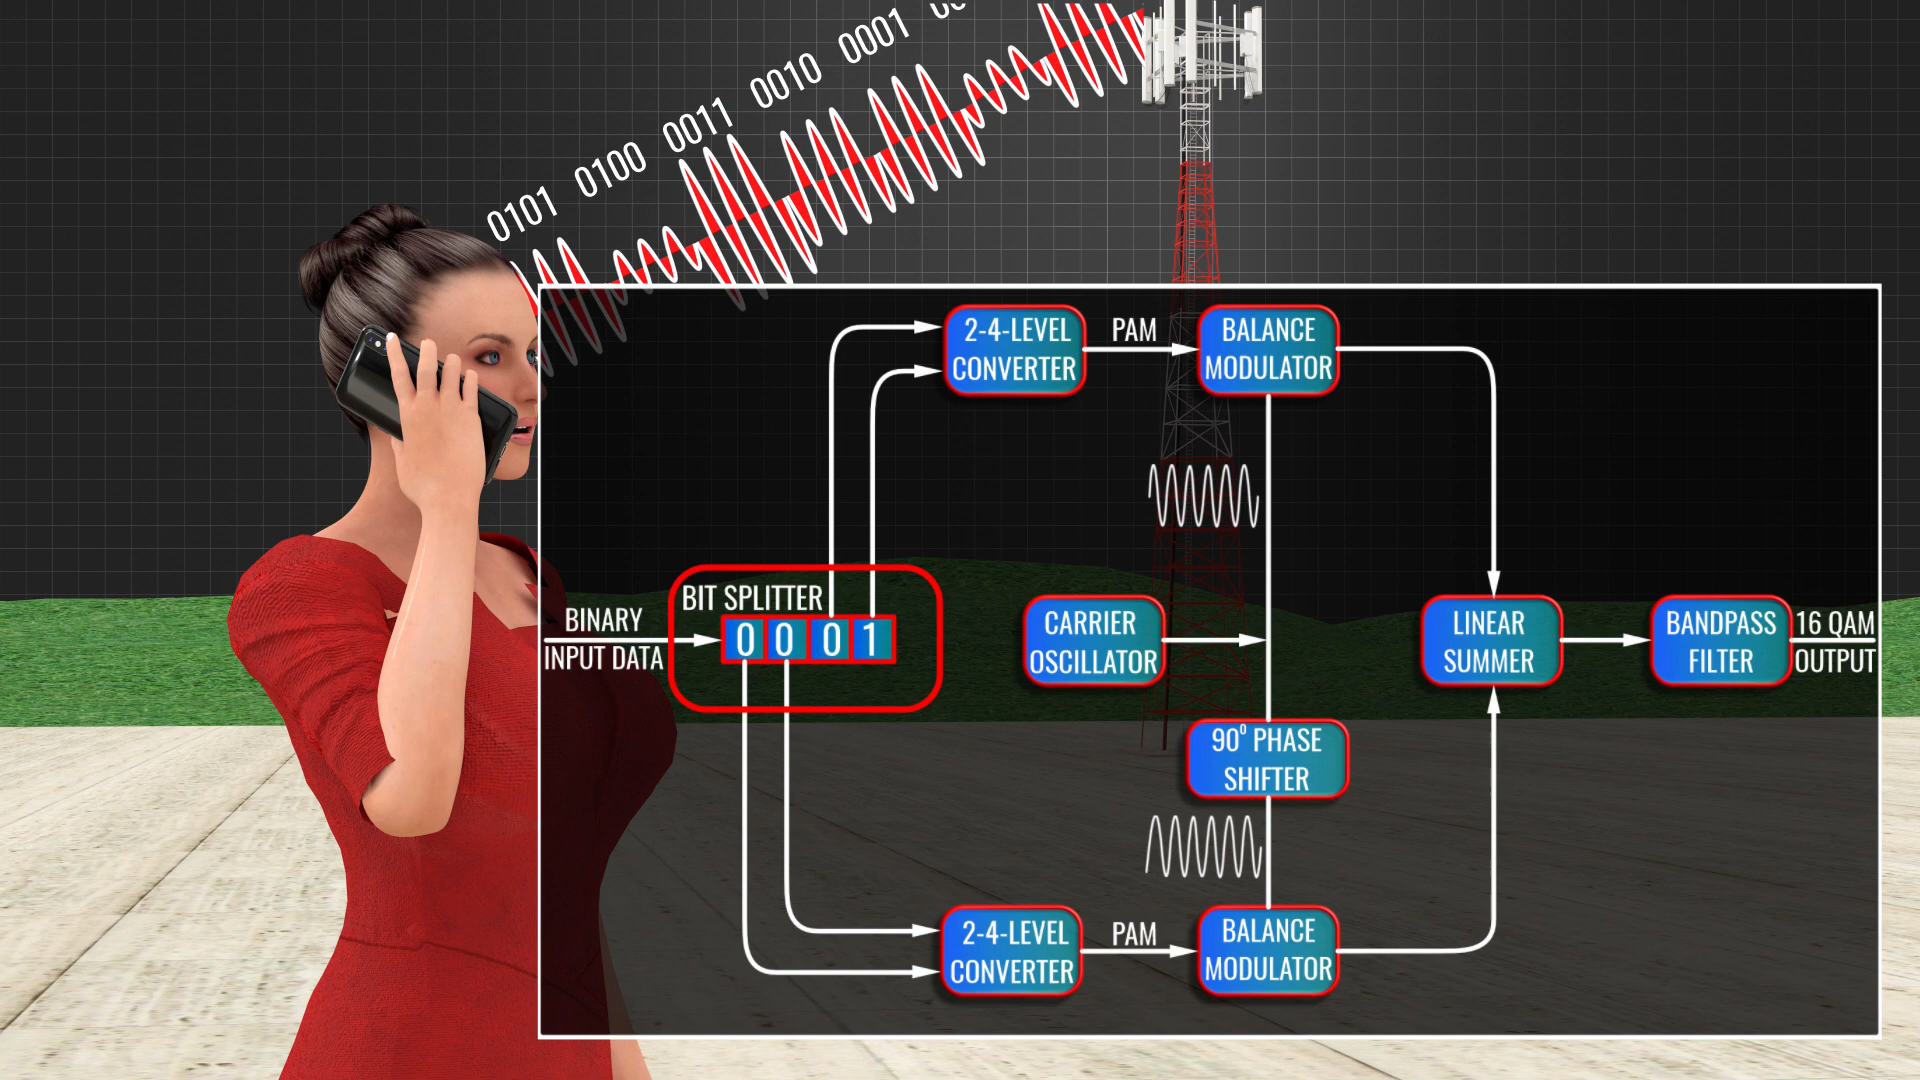 0101 0100 0011 0010 0001
2-4-LEVEL
CONVERTER
PAM
BALANCE
MODULATOR
BIT SPLITTER
BINARY
INPUT DATA
0 0 0 1
CARRIER
OSCILLATOR
LINEAR
SUMMER
BANDPASS
FILTER
16 QAM
OUTPUT
90⁰ PHASE
SHIFTER
2-4-LEVEL
CONVERTER
PAM
BALANCE
MODULATOR